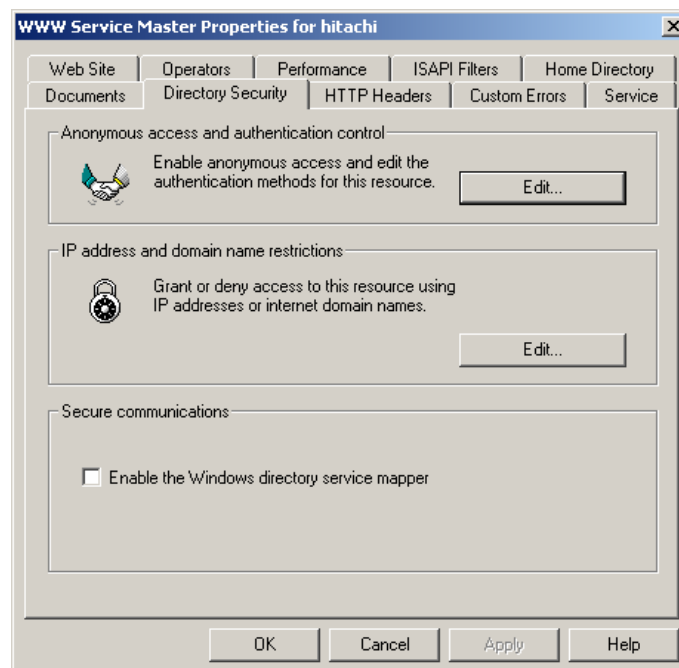 WWW Service Master Properties for hitachi
Web Site Operators Performance ISAPI Filters Home Directory
Documents Directory Security HTTP Headers Custom Errors Service
Anonymous access and authentication control
Enable anonymous access and edit the
authentication methods for this resource.
Edit...
IP address and domain name restrictions
Grant or deny access to this resource using
IP addresses or internet domain names.
Edit...
Secure communications
Enable the Windows directory service mapper
OK Cancel Apply Help